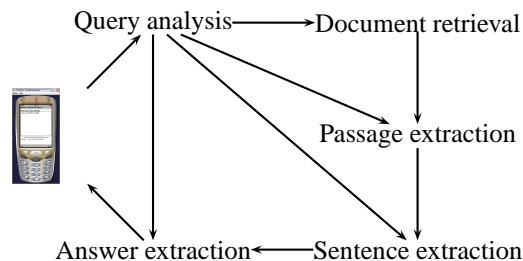 Query analysis
Document retrieval
Passage extraction
Answer extraction
Sentence extraction